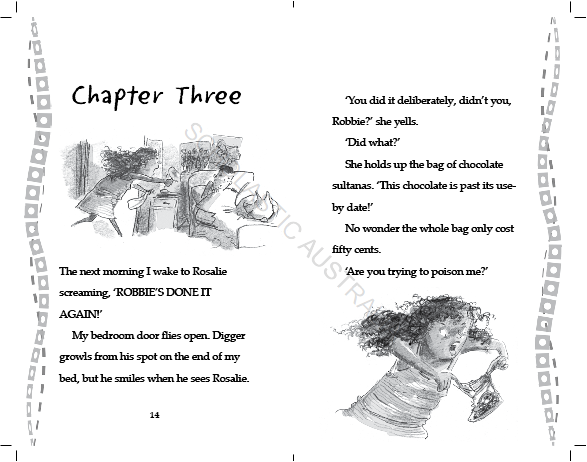 Chapter Three
The next morning I wake to Rosalie
screaming, ‘ROBBIE’S DONE IT
AGAIN!’
My bedroom door flies open. Digger
growls from his spot on the end of my
bed, but he smiles when he sees Rosalie.
14
‘You did it deliberately, didn’t you,
Robbie?’ she yells.
‘Did what?’
She holds up the bag of chocolate
sultanas. ‘This chocolate is past its use-
by date!’
No wonder the whole bag only cost
fifty cents.
‘Are you trying to poison me?’
SCHOLASTIC AUSTRALIA